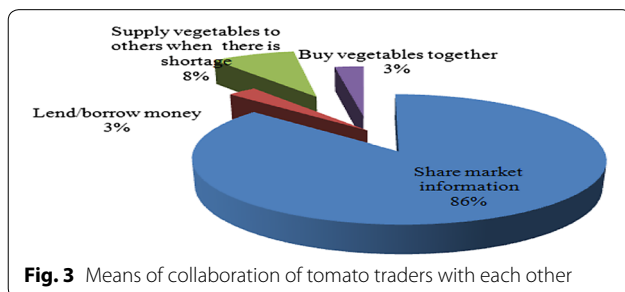 Supply vegetables to
others when there is
shortage
8%
Buy vegetables together
3%
Lend/borrow money
3%
Share market
information
86%
Fig. 3 Means of collaboration of tomato traders with each other